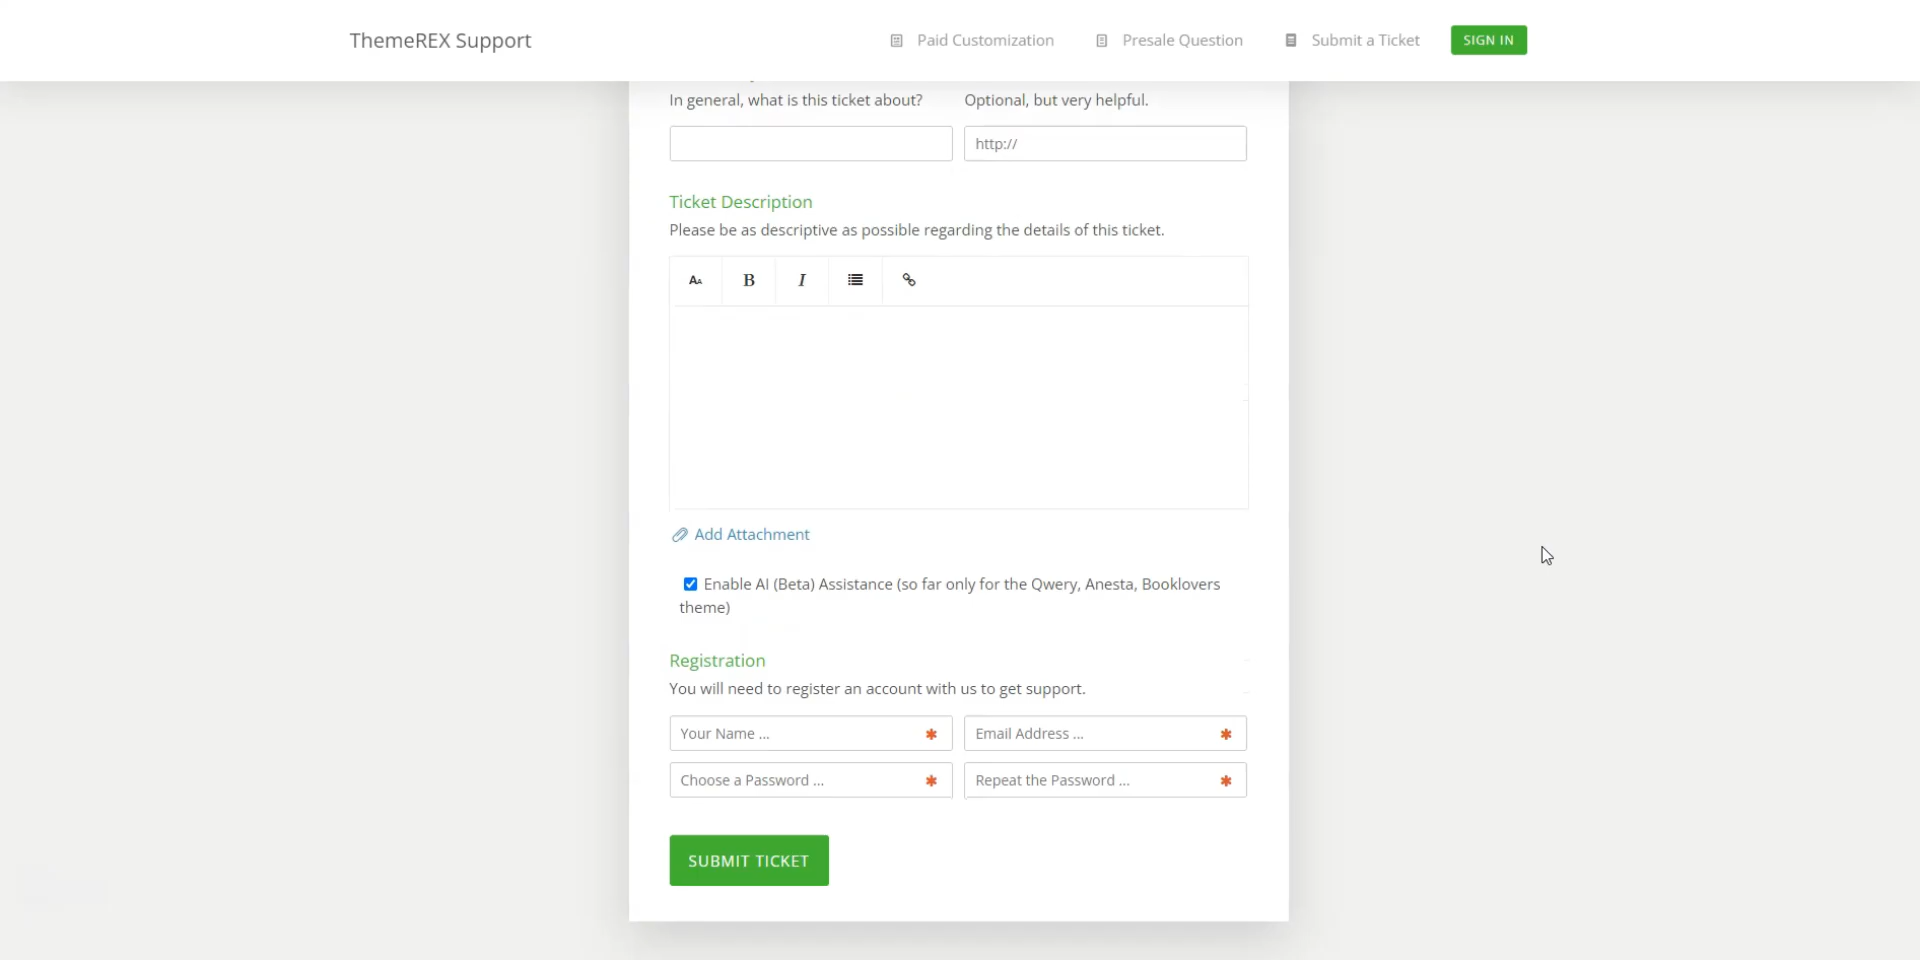 ThemeREX Support
Paid Customization
Presale Question
Submit a Ticket
SIGN IN
In general, what is this ticket about?
Optional, but very helpful.
http://
Ticket Description
Please be as descriptive as possible regarding the details of this ticket.
AA
B
I
Add Attachment
Enable AI (Beta) Assistance (so far only for the Qwery, Anesta, Booklovers
theme)
Registration
You will need to register an account with us to get support.
Your Name ... *
Email Address ... *
Choose a Password ... *
Repeat the Password ... *
SUBMIT TICKET